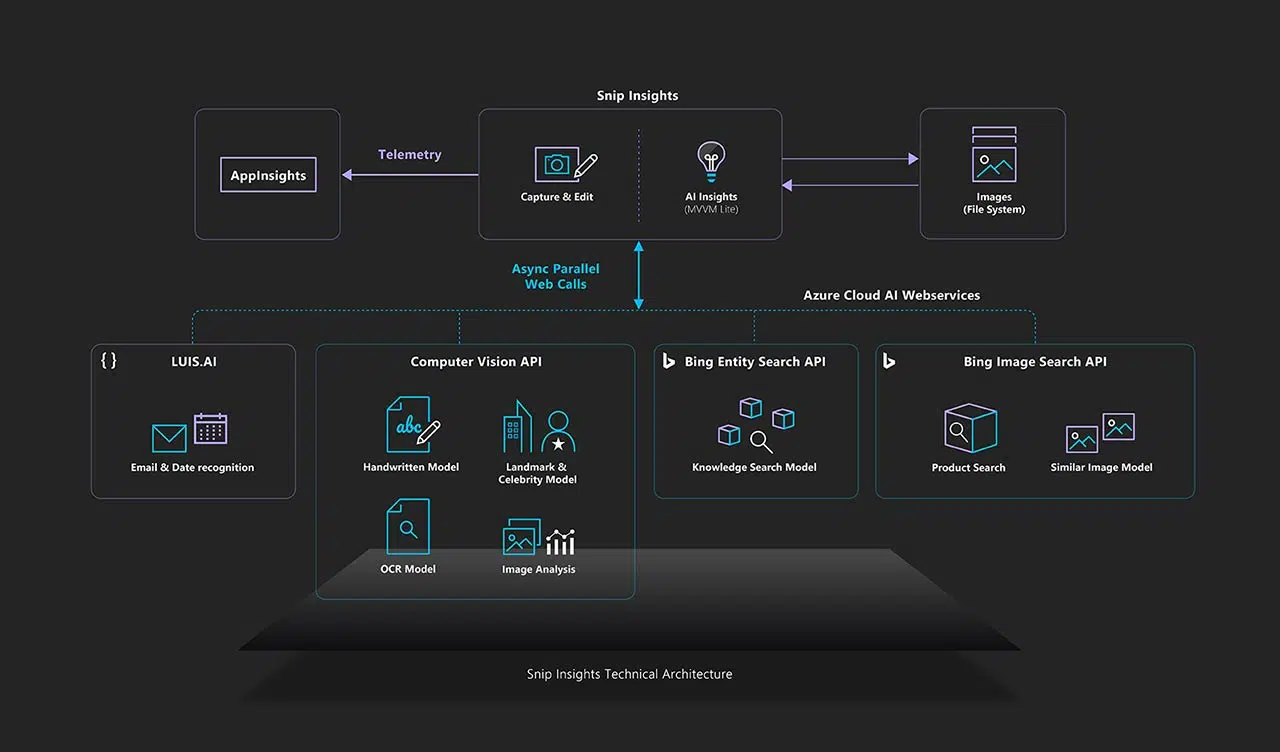 Snip Insights
AppInsights
Telemetry
Capture & Edit
AI Insights
(MVVM Lite)
Images
(File System)
Async Parallel
Web Calls
Azure Cloud AI Webservices
{ }
LUIS.AI
Email & Date recognition
Computer Vision API
abc
Handwritten Model
Landmark &
Celebrity Model
OCR Model
Image Analysis
Bing Entity Search API
Knowledge Search Model
Bing Image Search API
Product Search
Similar Image Model
Snip Insights Technical Architecture